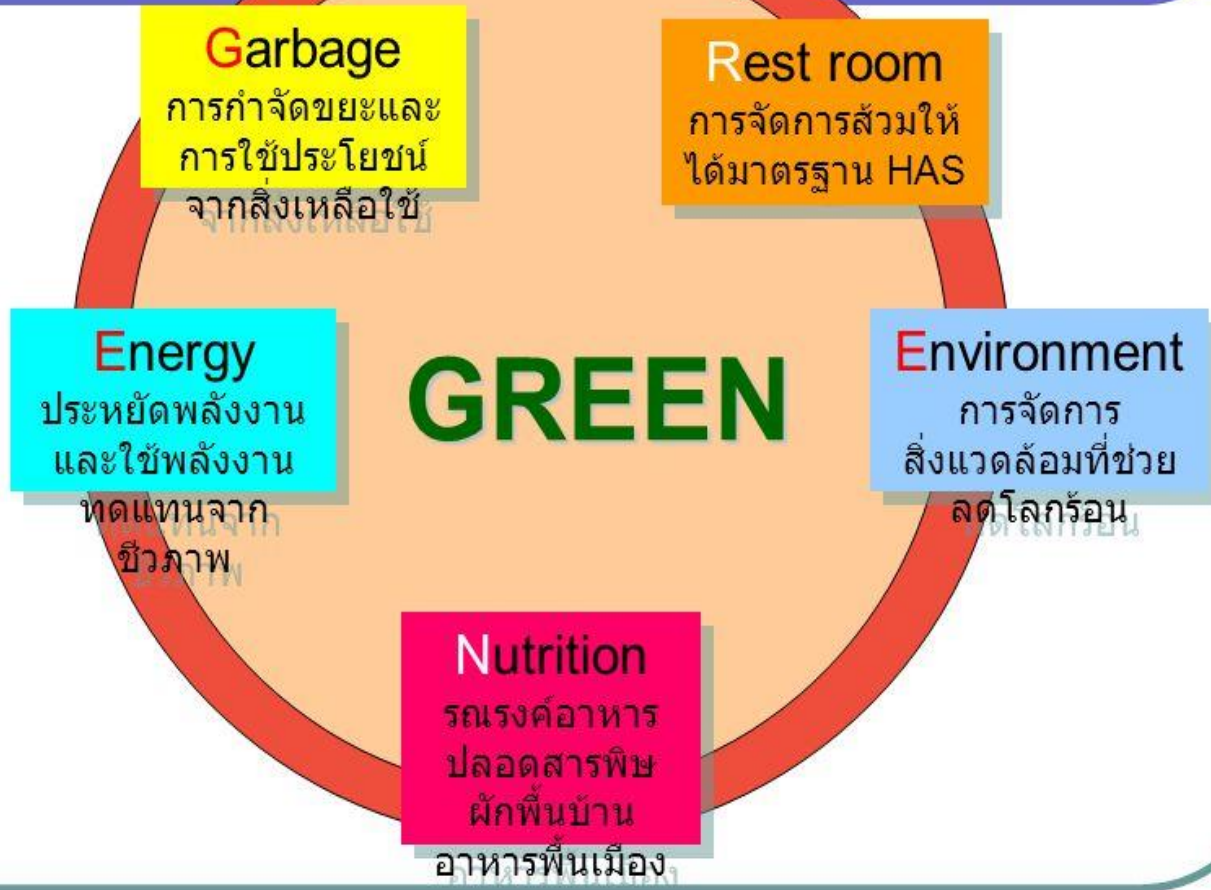 Garbage
การกำจัดขยะและ
การใช้ประโยชน์
จากสิ่งเหลือใช้
Rest room
การจัดการส้วมให้
ได้มาตรฐาน HAS
Energy
ประหยัดพลังงาน
และใช้พลังงาน
ทดแทนจาก
ชีวภาพ
GREEN
Environment
การจัดการ
สิ่งแวดล้อมที่ช่วย
ลดโลกร้อน
Nutrition
รณรงค์อาหาร
ปลอดสารพิษ
ผักพื้นบ้าน
อาหารพื้นเมือง